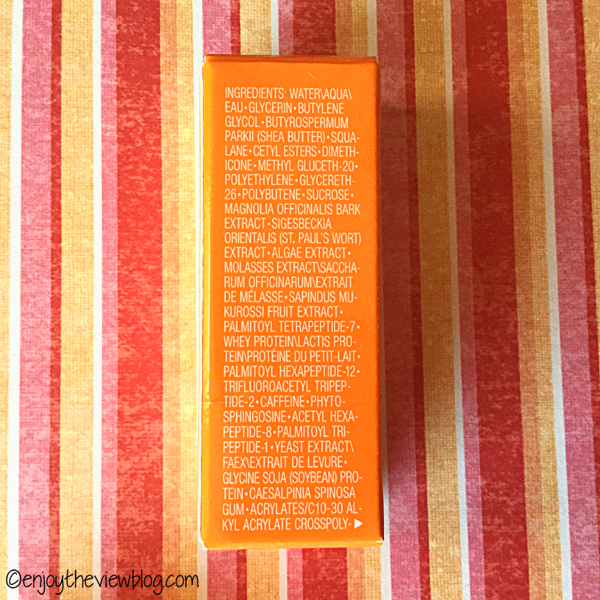 INGREDIENTS: WATER\AQUA\
EAU•GLYCERIN•BUTYLENE
GLYCOL•BUTYROSPERMUM
PARKII (SHEA BUTTER)•SQUA-
LANE•CETYL ESTERS•DIMETH-
ICONE•METHYL GLUCETH-20•
POLYETHYLENE•GLYCERETH-
26•POLYBUTENE•SUCROSE•
MAGNOLIA OFFICINALIS BARK
EXTRACT•SIGESBECKIA
ORIENTALIS (ST. PAUL'S WORT)
EXTRACT•ALGAE EXTRACT•
MOLASSES EXTRACT\SACCHA-
RUM OFFICINARUM\EXTRAIT
DE MÉLASSE•SAPINDUS MU-
KUROSSI FRUIT EXTRACT•
PALMITOYL TETRAPEPTIDE-7•
WHEY PROTEIN\LACTIS PRO-
TEIN\PROTÉINE DU PETIT-LAIT•
PALMITOYL HEXAPEPTIDE-12•
TRIFLUOROACETYL TRIPEP-
TIDE-2•CAFFEINE•PHYTO-
SPHINGOSINE•ACETYL HEXA-
PEPTIDE-8•PALMITOYL TRI-
PEPTIDE-1•YEAST EXTRACT\
FAEX\EXTRAIT DE LEVURE•
GLYCINE SOJA (SOYBEAN) PRO-
TEIN•CAESALPINIA SPINOSA
GUM•ACRYLATES/C10-30 AL-
KYL ACRYLATE CROSSPOLY-►
©enjoytheviewblog.com